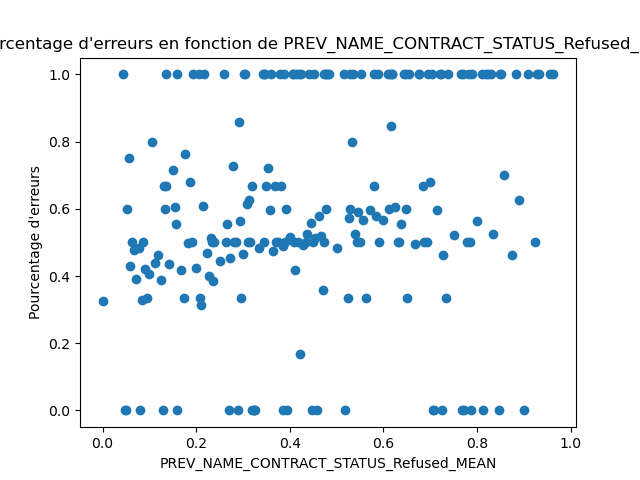 rcentage d'erreurs en fonction de PREV_NAME_CONTRACT_STATUS_Refused_
1.0
0.8
0.6
0.4
0.2
0.0
Pourcentage d'erreurs
0.0 0.2 0.4 0.6 0.8 1.0
PREV_NAME_CONTRACT_STATUS_Refused_MEAN